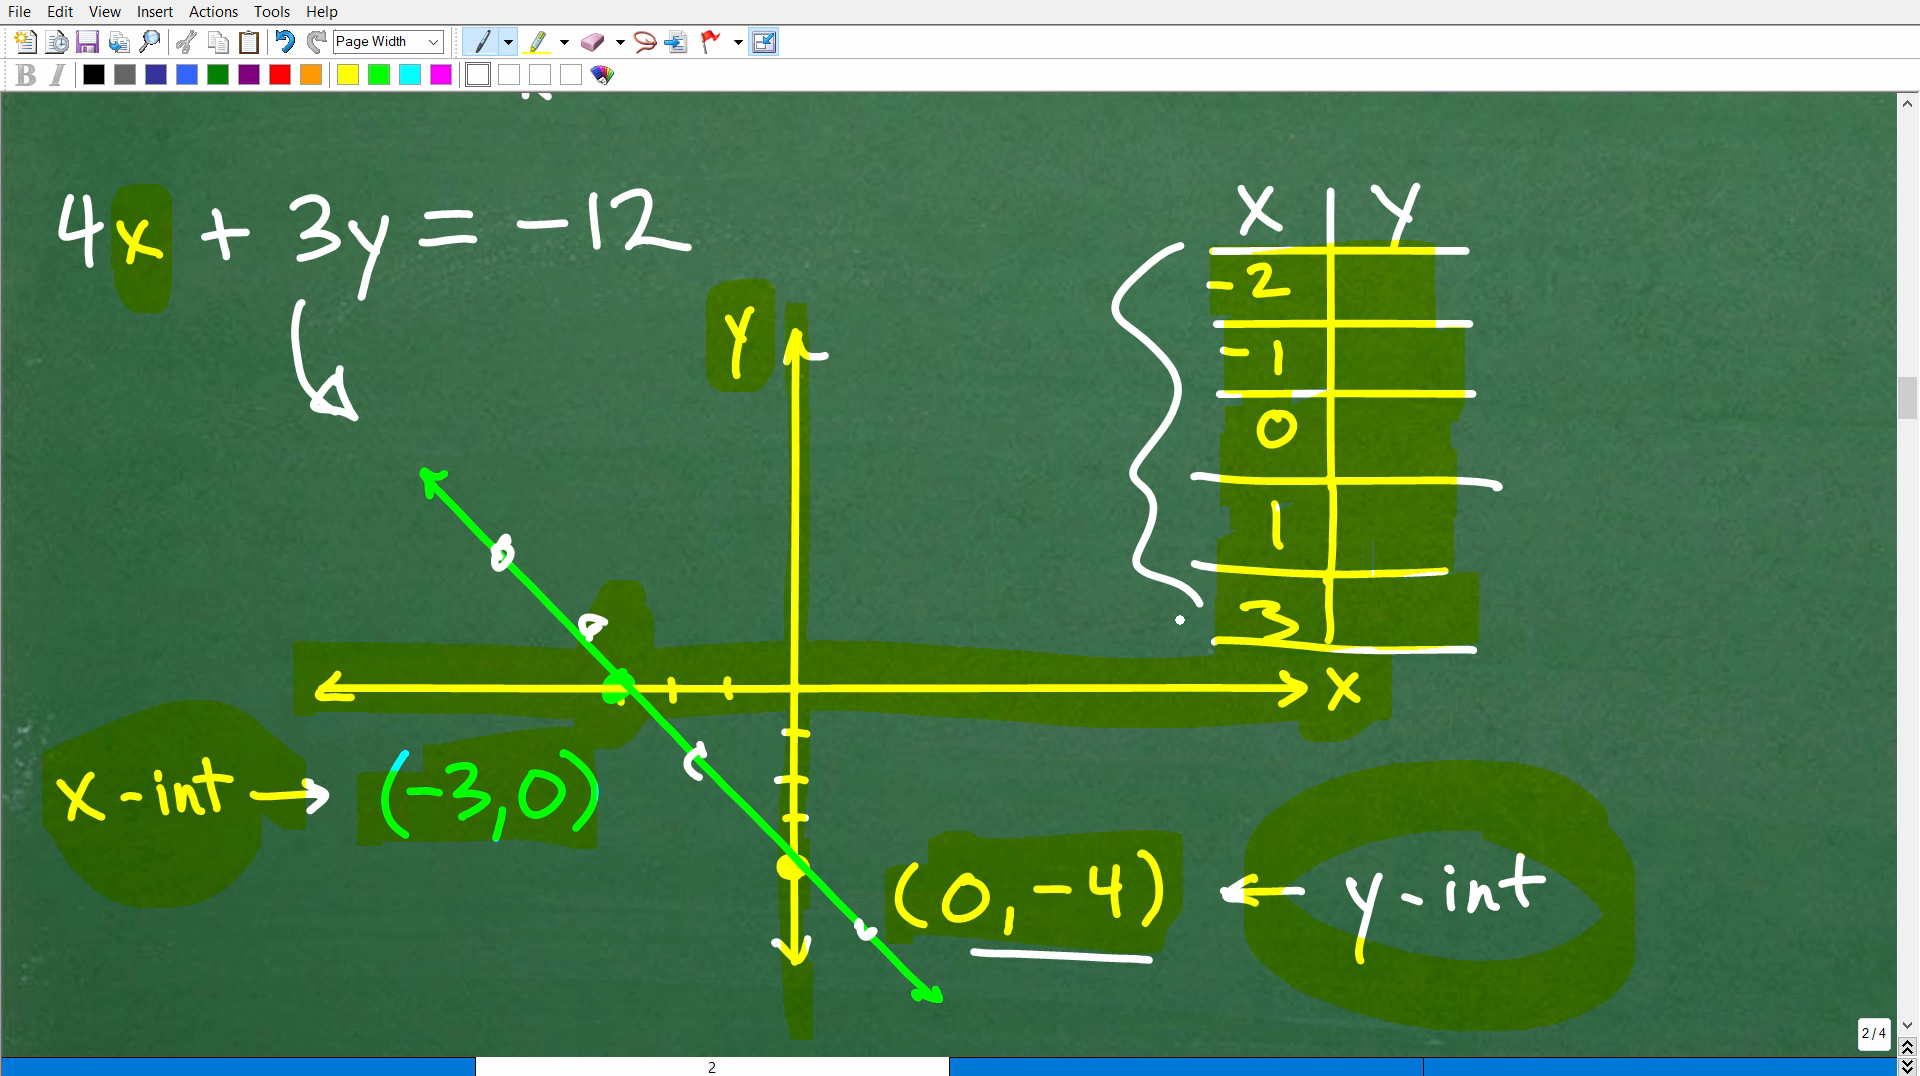 File Edit View Insert Actions Tools Help
Page Width
B I
4x + 3y = -12
X Y
-2
-1
0
1
3
Y
X
x-int → (-3,0)
(0,-4) ← y-int
2 / 4
2